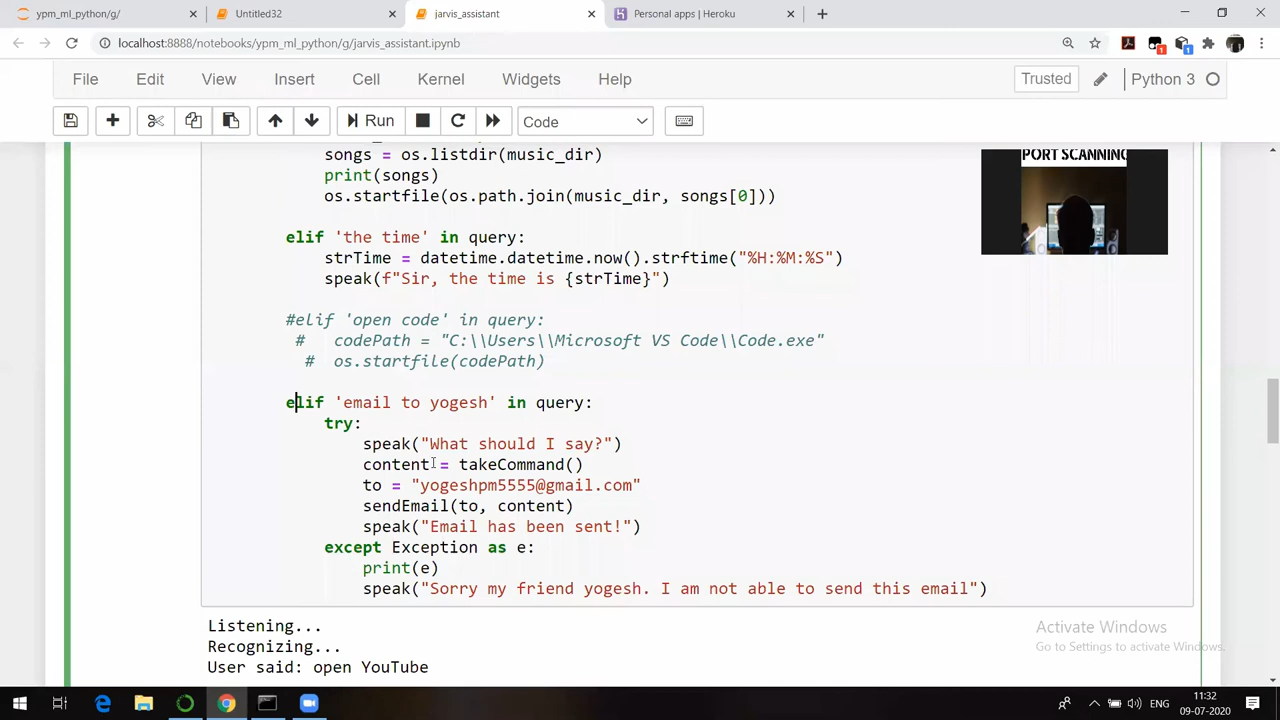 ypm_ml_python/g/
Untitled32
jarvis_assistant
Personal apps | Heroku
localhost:8888/notebooks/ypm_ml_python/g/jarvis_assistant.ipynb
File Edit View Insert Cell Kernel Widgets Help
Trusted
Python 3
Run
Code
songs = os.listdir(music_dir)
print(songs)
os.startfile(os.path.join(music_dir, songs[0]))
elif 'the time' in query:
strTime = datetime.datetime.now().strftime("%H:%M:%S")
speak(f"Sir, the time is {strTime}")
#elif 'open code' in query:
# codePath = "C:\\Users\\Microsoft VS Code\\Code.exe"
# os.startfile(codePath)
elif 'email to yogesh' in query:
try:
speak("What should I say?")
content = takeCommand()
to = "yogeshpm5555@gmail.com"
sendEmail(to, content)
speak("Email has been sent!")
except Exception as e:
print(e)
speak("Sorry my friend yogesh. I am not able to send this email")
PORT SCANNING
Listening...
Recognizing...
User said: open YouTube
Activate Windows
Go to Settings to activate Windows.
ENG
11:32
09-07-2020